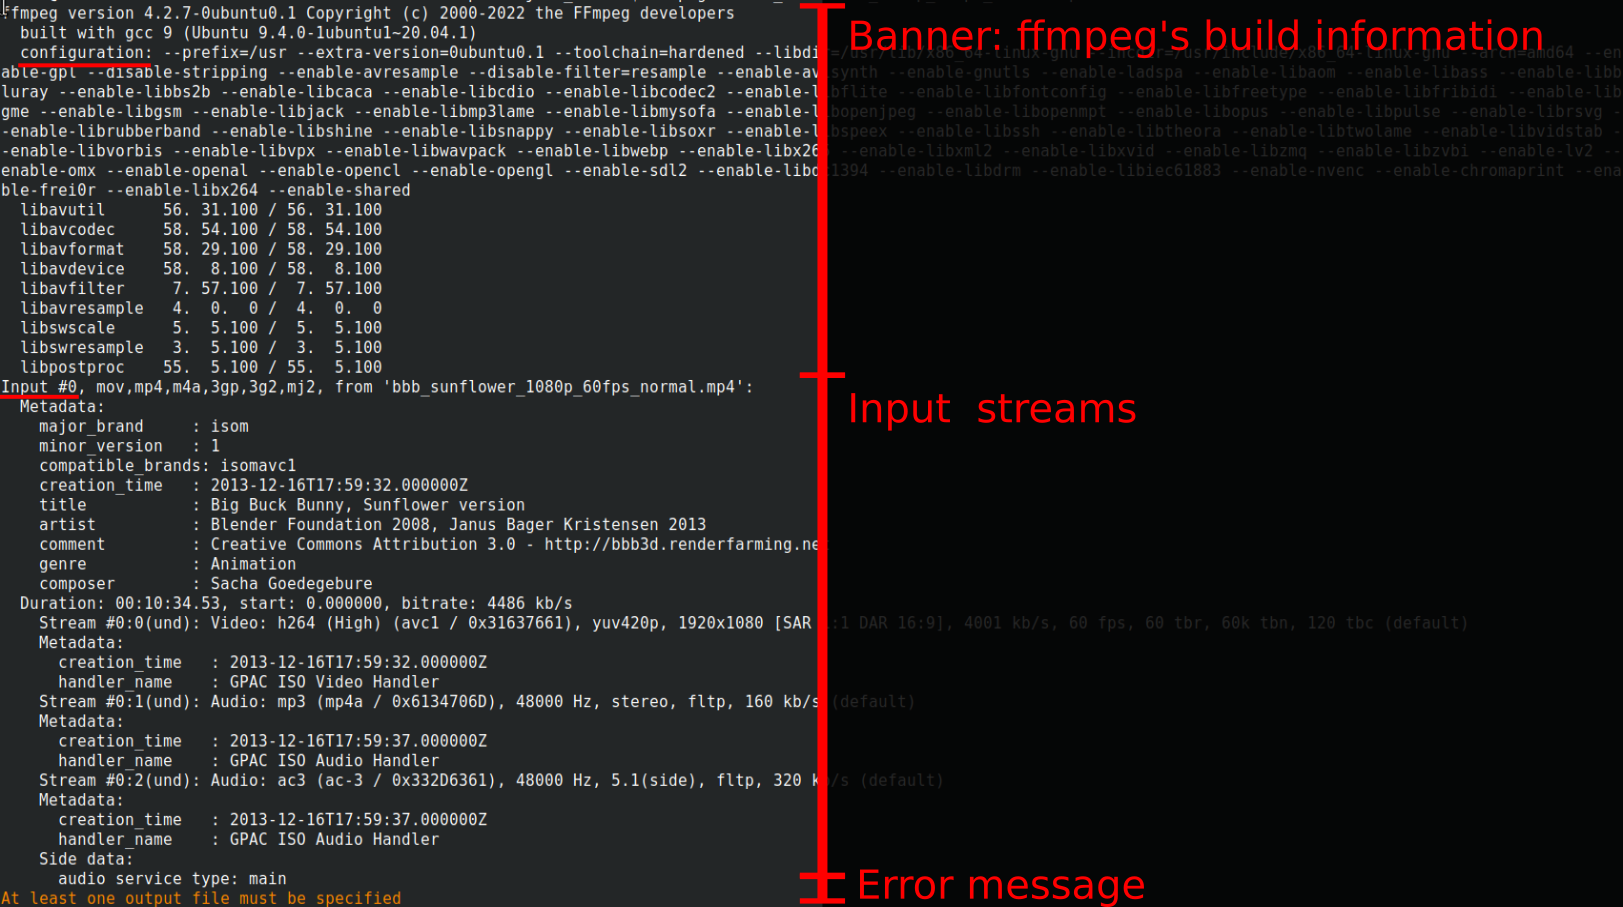 ffmpeg version 4.2.7-0ubuntu0.1 Copyright (c) 2000-2022 the FFmpeg developers
built with gcc 9 (Ubuntu 9.4.0-1ubuntu1~20.04.1)
Banner: ffmpeg's build information
configuration: --prefix=/usr --extra-version=0ubuntu0.1 --toolchain=hardened --libdir=/usr/lib/x86_64-linux-gnu --incdir=/usr/include/x86_64-linux-gnu --arch=amd64 --en
able-gpl --disable-stripping --enable-avresample --disable-filter=resample --enable-avisynth --enable-gnutls --enable-ladspa --enable-libaom --enable-libass --enable-libb
luray --enable-libbs2b --enable-libcaca --enable-libcdio --enable-libcodec2 --enable-libflite --enable-libfontconfig --enable-libfreetype --enable-libfribidi --enable-lib
gme --enable-libgsm --enable-libjack --enable-libmp3lame --enable-libmysofa --enable-libopenjpeg --enable-libopenmpt --enable-libopus --enable-libpulse --enable-librsvg -
-enable-librubberband --enable-libshine --enable-libsnappy --enable-libsoxr --enable-libspeex --enable-libssh --enable-libtheora --enable-libtwolame --enable-libvidstab -
-enable-libvorbis --enable-libvpx --enable-libwavpack --enable-libwebp --enable-libx265 --enable-libxml2 --enable-libxvid --enable-libzmq --enable-libzvbi --enable-lv2 --
enable-omx --enable-openal --enable-opencl --enable-opengl --enable-sdl2 --enable-libdc1394 --enable-libdrm --enable-libiec61883 --enable-nvenc --enable-chromaprint --ena
ble-frei0r --enable-libx264 --enable-shared
libavutil 56. 31.100 / 56. 31.100
libavcodec 58. 54.100 / 58. 54.100
libavformat 58. 29.100 / 58. 29.100
libavdevice 58. 8.100 / 58. 8.100
libavfilter 7. 57.100 / 7. 57.100
libavresample 4. 0. 0 / 4. 0. 0
libswscale 5. 5.100 / 5. 5.100
libswresample 3. 5.100 / 3. 5.100
libpostproc 55. 5.100 / 55. 5.100
Input #0, mov,mp4,m4a,3gp,3g2,mj2, from 'bbb_sunflower_1080p_60fps_normal.mp4':
Input streams
Metadata:
major_brand : isom
minor_version : 1
compatible_brands: isomavc1
creation_time : 2013-12-16T17:59:32.000000Z
title : Big Buck Bunny, Sunflower version
artist : Blender Foundation 2008, Janus Bager Kristensen 2013
comment : Creative Commons Attribution 3.0 - http://bbb3d.renderfarming.ne
genre : Animation
composer : Sacha Goedegebure
Duration: 00:10:34.53, start: 0.000000, bitrate: 4486 kb/s
Stream #0:0(und): Video: h264 (High) (avc1 / 0x31637661), yuv420p, 1920x1080 [SAR 1:1 DAR 16:9], 4001 kb/s, 60 fps, 60 tbr, 60k tbn, 120 tbc (default)
Metadata:
creation_time : 2013-12-16T17:59:32.000000Z
handler_name : GPAC ISO Video Handler
Stream #0:1(und): Audio: mp3 (mp4a / 0x6134706D), 48000 Hz, stereo, fltp, 160 kb/s (default)
Metadata:
creation_time : 2013-12-16T17:59:37.000000Z
handler_name : GPAC ISO Audio Handler
Stream #0:2(und): Audio: ac3 (ac-3 / 0x332D6361), 48000 Hz, 5.1(side), fltp, 320 kb/s (default)
Metadata:
creation_time : 2013-12-16T17:59:37.000000Z
handler_name : GPAC ISO Audio Handler
Side data:
audio service type: main
Error message
At least one output file must be specified